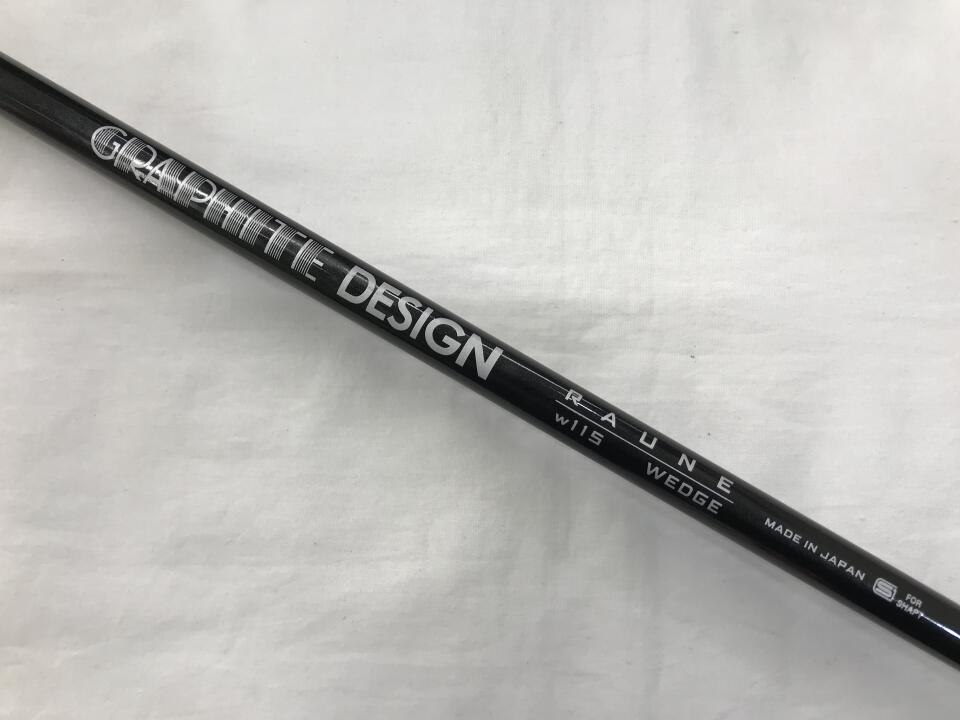 GRAPHITE DESIGN
RAUNE
w115 WEDGE
MADE IN JAPAN
S
FOR
SHAFT